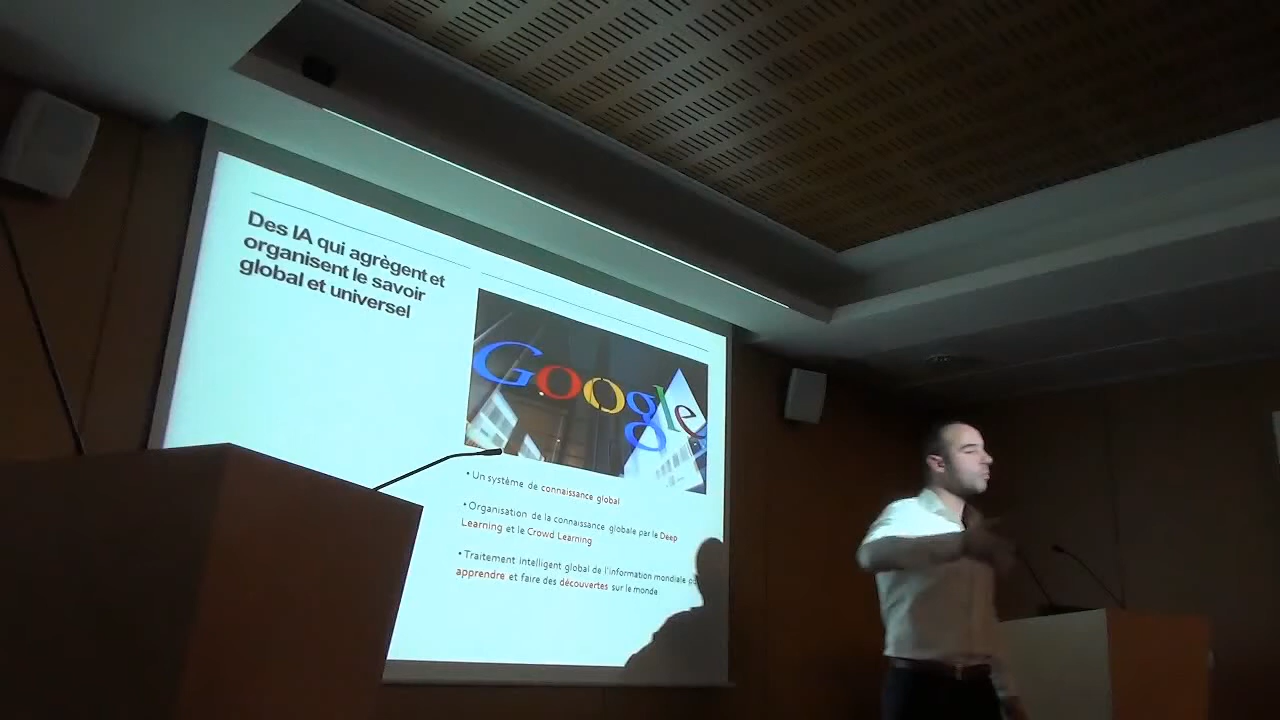 Des IA qui agrègent et
organisent le savoir
global et universel
Google
• Un système de connaissance global
• Organisation de la connaissance globale par le Deep
Learning et le Crowd Learning
• Traitement intelligent global de l'information mondiale
apprendre et faire des découvertes sur le monde